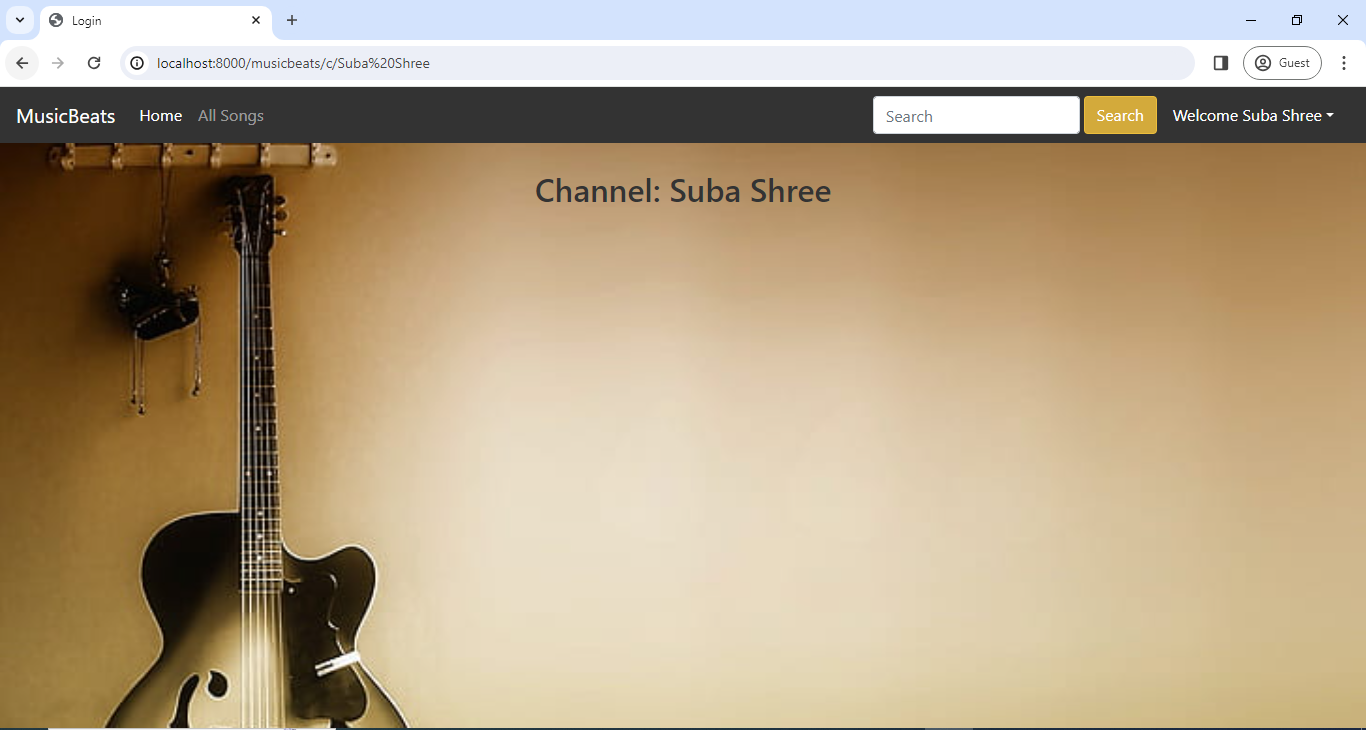 Login
localhost:8000/musicbeats/c/Suba%20Shree
Guest
MusicBeats Home All Songs Search Search Welcome Suba Shree
Channel: Suba Shree